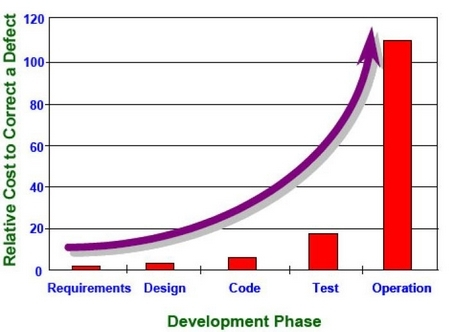 Relative Cost to Correct a Defect
120
100
80
60
40
20
0
Requirements Design Code Test Operation
Development Phase